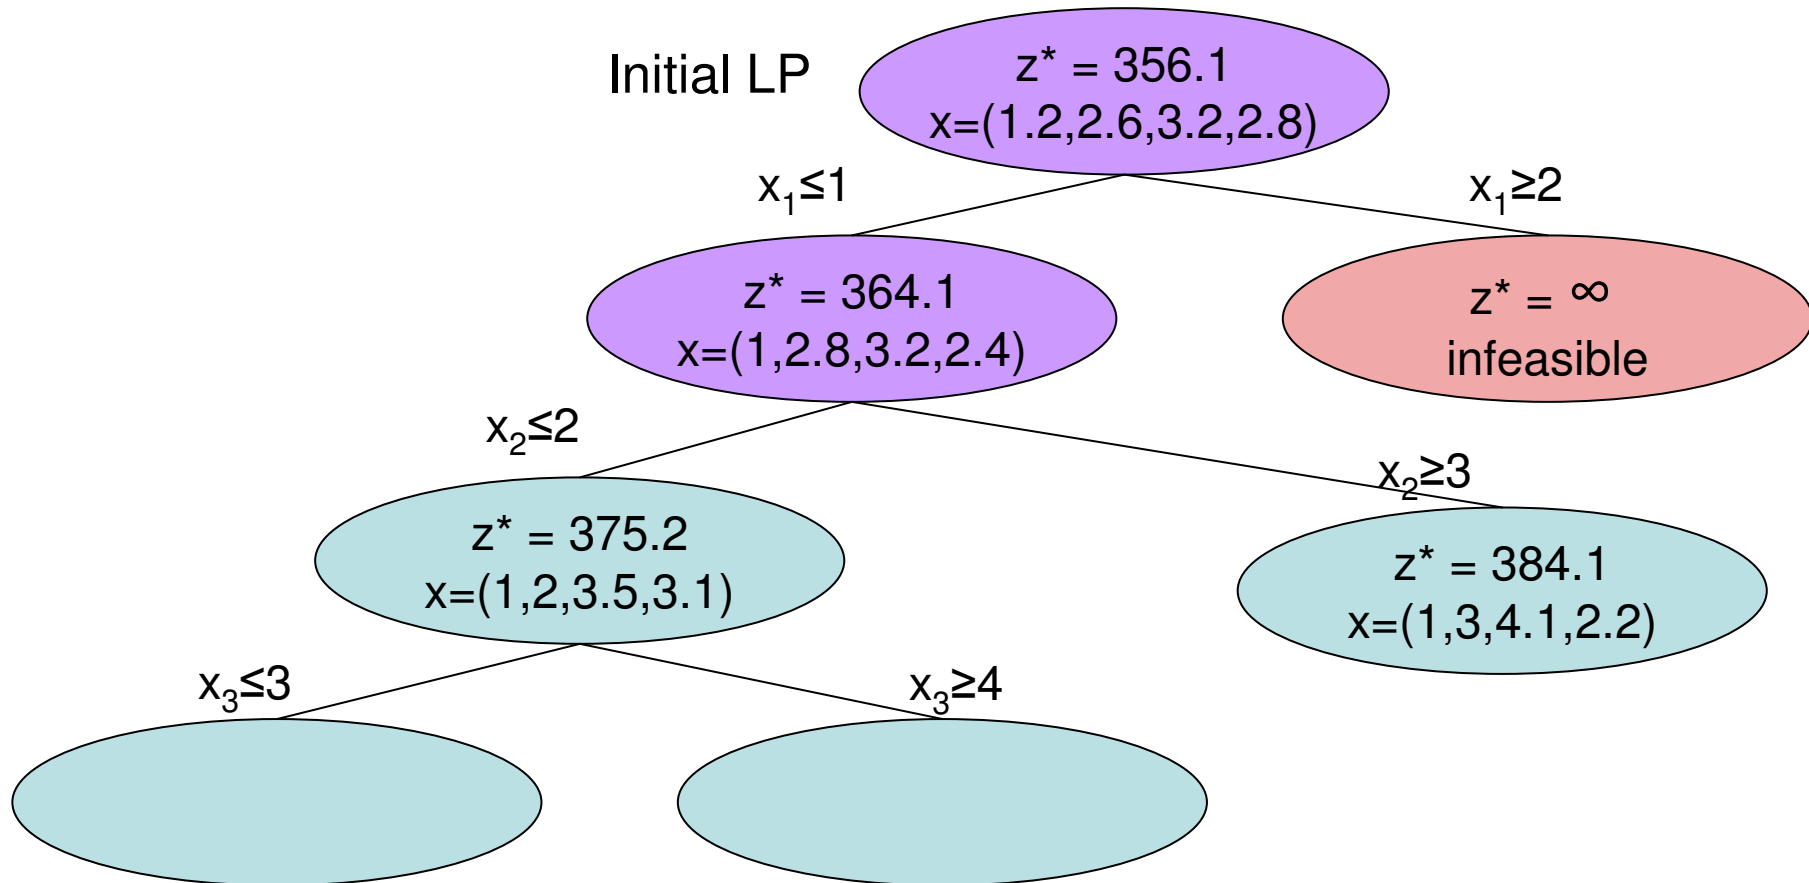 Initial LP
z* = 356.1
x=(1.2,2.6,3.2,2.8)
x₁≤1
x₁≥2
z* = 364.1
x=(1,2.8,3.2,2.4)
z* = ∞
infeasible
x₂≤2
x₂≥3
z* = 375.2
x=(1,2,3.5,3.1)
z* = 384.1
x=(1,3,4.1,2.2)
x₃≤3
x₃≥4